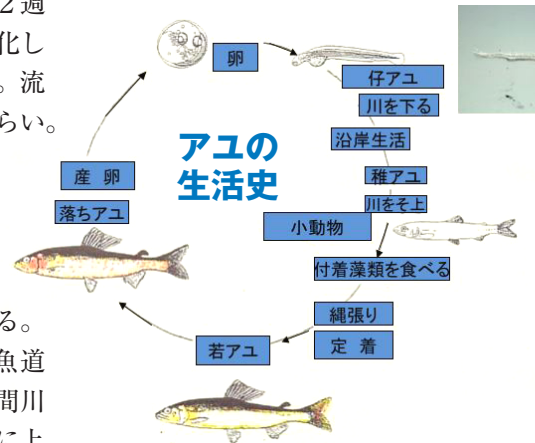 ２週
化し
。流
らい。
卵
仔アユ
川を下る
沿岸生活
稚アユ
川をそ上
小動物
付着藻類を食べる
縄張り
定 着
若アユ
落ちアユ
産 卵
アユの
生活史
る。
魚道
間川
に上